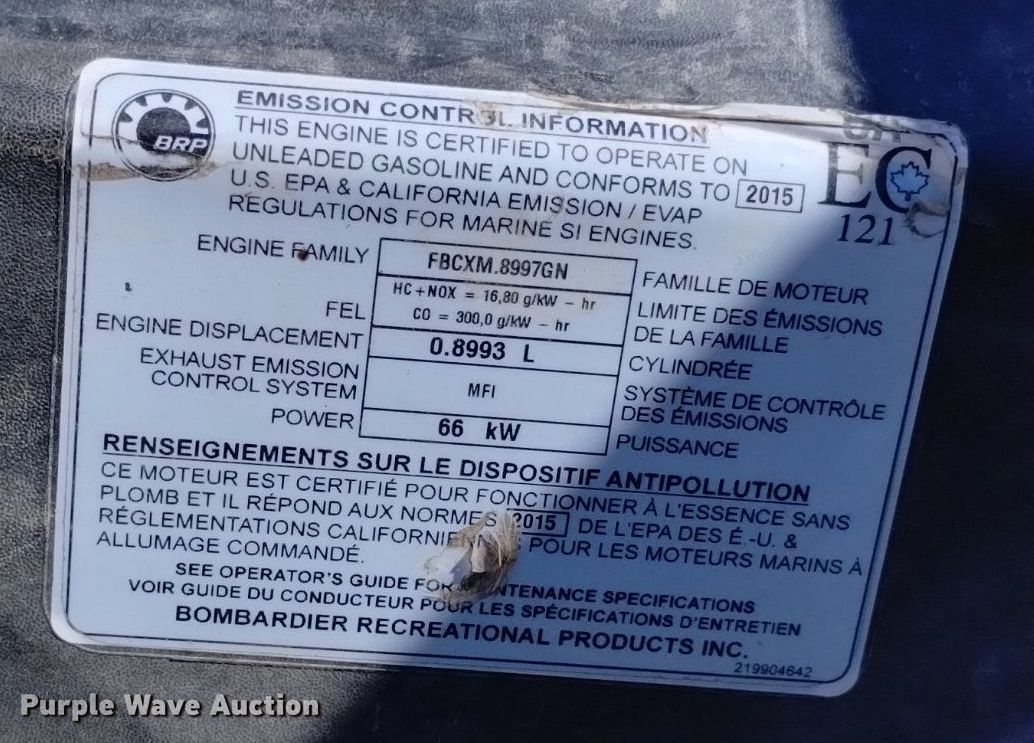 BRP
EMISSION CONTROL INFORMATION
THIS ENGINE IS CERTIFIED TO OPERATE ON
UNLEADED GASOLINE AND CONFORMS TO 2015
U.S. EPA & CALIFORNIA EMISSION / EVAP
REGULATIONS FOR MARINE SI ENGINES.
EC
121
ENGINE FAMILY FBCXM.8997GN FAMILLE DE MOTEUR
FEL HC+NOX = 16,80 g/kW - hr LIMITE DES ÉMISSIONS
CO = 300,0 g/kW - hr DE LA FAMILLE
ENGINE DISPLACEMENT 0.8993 L CYLINDRÉE
EXHAUST EMISSION MFI SYSTÈME DE CONTRÔLE
CONTROL SYSTEM DES ÉMISSIONS
POWER 66 kW PUISSANCE
RENSEIGNEMENTS SUR LE DISPOSITIF ANTIPOLLUTION
CE MOTEUR EST CERTIFIÉ POUR FONCTIONNER À L'ESSENCE SANS
PLOMB ET IL RÉPOND AUX NORMES 2015 DE L'EPA DES É.-U. &
RÉGLEMENTATIONS CALIFORNIENNES POUR LES MOTEURS MARINS À
ALLUMAGE COMMANDÉ.
SEE OPERATOR'S GUIDE FOR MAINTENANCE SPECIFICATIONS
VOIR GUIDE DU CONDUCTEUR POUR LES SPÉCIFICATIONS D'ENTRETIEN
BOMBARDIER RECREATIONAL PRODUCTS INC.
219904642
Purple Wave Auction